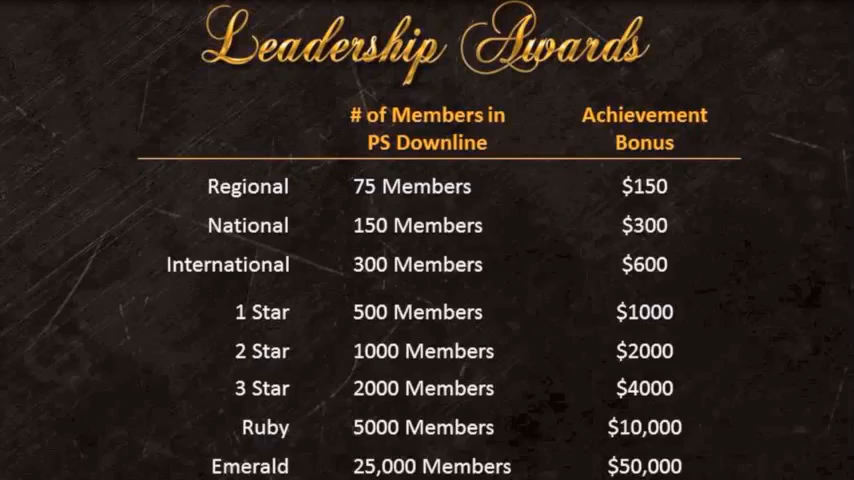 Leadership Awards
# of Members in Achievement
PS Downline Bonus
Regional 75 Members $150
National 150 Members $300
International 300 Members $600
1 Star 500 Members $1000
2 Star 1000 Members $2000
3 Star 2000 Members $4000
Ruby 5000 Members $10,000
Emerald 25,000 Members $50,000